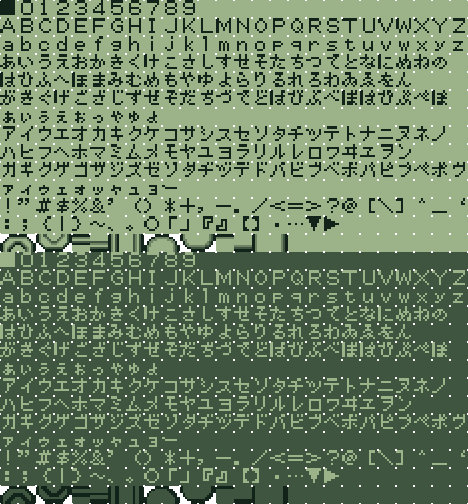 0123456789
ABCDEFGHIJKLMNOPQRSTUVWXYZ
abcdefghijklmnopqrstuvwxyz
あいうえおかきくけこさしすせそたちつてとなにぬねの
はひふへほまみむめもやゆよらりるれろわゐゑをん
がぎぐげござじずぜぞだぢづでどばびぶべぼぱぴぷぺぽ
ぁぃぅぇぉっゃゅょ
アイウエオカキクケコサシスセソタチツテトナニヌネノ
ハヒフヘホマミムメモヤユヨラリルレロワヰヱヲン
ガギグゲゴザジズゼゾダヂヅデドバビブベボパピプペポヴ
ァィゥェォッャュョー
!"#$%&' ()*+,-./<=>?@[\]^_`
:;{|}~、。〇「」『』【】・…▼▶
0123456789
ABCDEFGHIJKLMNOPQRSTUVWXYZ
abcdefghijklmnopqrstuvwxyz
あいうえおかきくけこさしすせそたちつてとなにぬねの
はひふへほまみむめもやゆよらりるれろわゐゑをん
がぎぐげござじずぜぞだぢづでどばびぶべぼぱぴぷぺぽ
ぁぃぅぇぉっゃゅょ
アイウエオカキクケコサシスセソタチツテトナニヌネノ
ハヒフヘホマミムメモヤユヨラリルレロワヰヱヲン
ガギグゲゴザジズゼゾダヂヅデドバビブベボパピプペポヴ
ァィゥェォッャュョー
!"#$%&' ()*+,-./<=>?@[\]^_`
:;{|}~、。〇「」『』【】・…▼▶